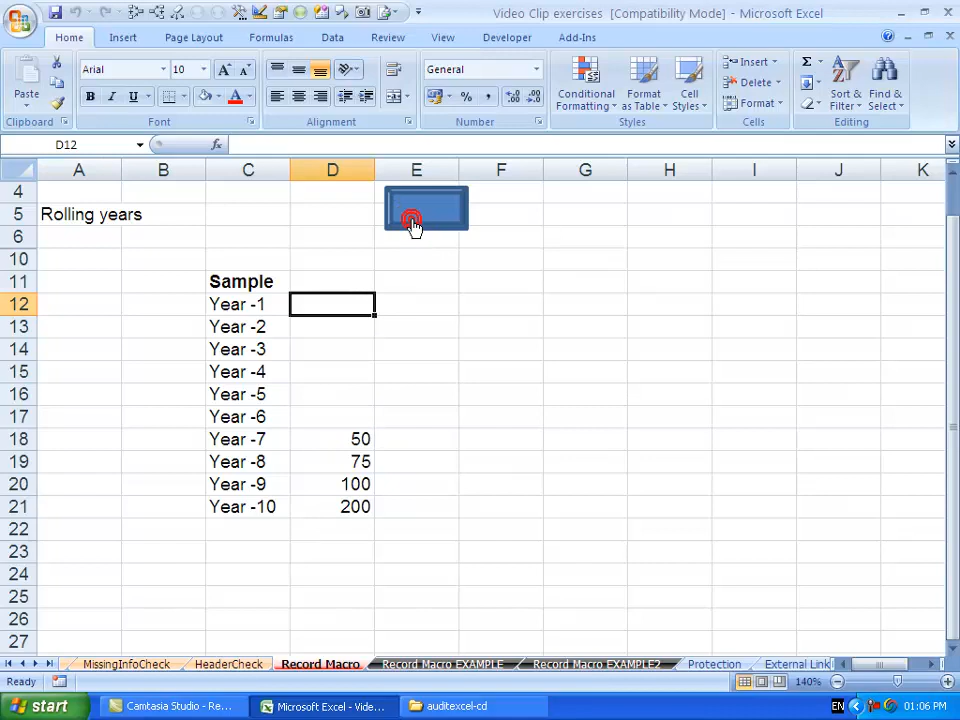 Video Clip exercises [Compatibility Mode] - Microsoft Excel
Home Insert Page Layout Formulas Data Review View Developer Add-Ins
Paste
Arial 10
B I U
General
Conditional Formatting
Format as Table
Cell Styles
Insert
Delete
Format
Sort & Filter
Find & Select
Clipboard Font Alignment Number Styles Cells Editing
D12 fx
A B C D E F G H I J K
4
5 Rolling years
6
10
11 Sample
12 Year -1
13 Year -2
14 Year -3
15 Year -4
16 Year -5
17 Year -6
18 Year -7 50
19 Year -8 75
20 Year -9 100
21 Year -10 200
22
23
24
25
26
27
MissingInfoCheck HeaderCheck Record Macro Record Macro EXAMPLE Record Macro EXAMPLE2 Protection External Link
Ready 140%
start Camtasia Studio - Re... Microsoft Excel - Vide... auditexcel-cd EN 01:06 PM